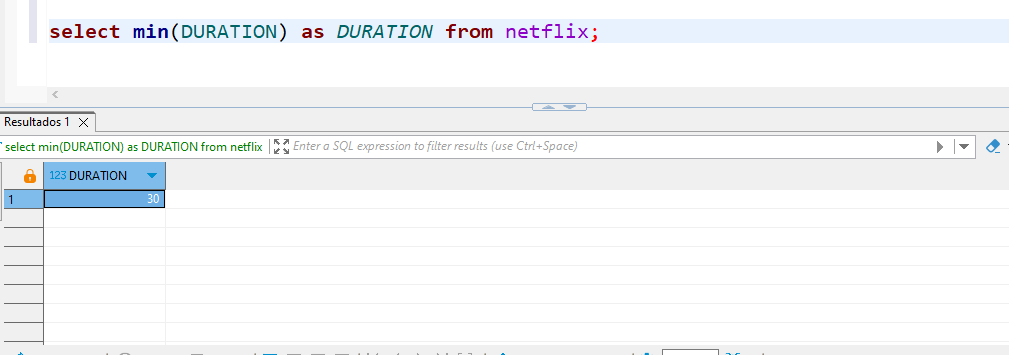 select min(DURATION) as DURATION from netflix;
Resultados 1
select min(DURATION) as DURATION from netflix
Enter a SQL expression to filter results (use Ctrl+Space)
123 DURATION
1
30